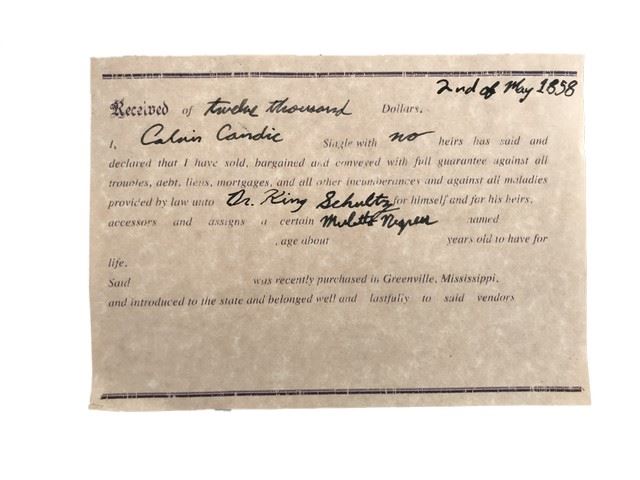 2nd of May 1858
Received of twelve thousand Dollars.
I, Calvin Candie Single with no heirs has said and
declared that I have sold, bargained and conveyed with full guarantee against all
troubles, debt, liens, mortgages, and all other incumberances and against all maladies
provided by law unto Dr. King Schultz for himself and for his heirs,
accessors and assigns a certain Mulatto Negress named
, age about years old to have for
life.
Said was recently purchased in Greenville, Mississippi,
and introduced to the state and belonged well and lastfully to said vendors